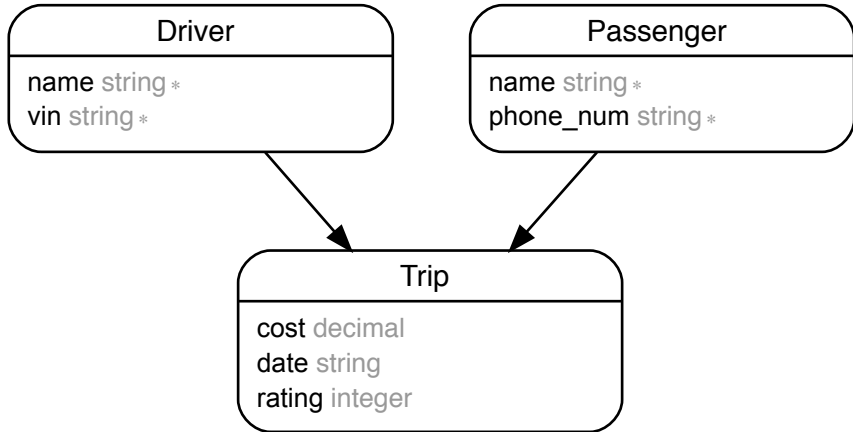 Driver
name string *
vin string *
Passenger
name string *
phone_num string *
Trip
cost decimal
date string
rating integer